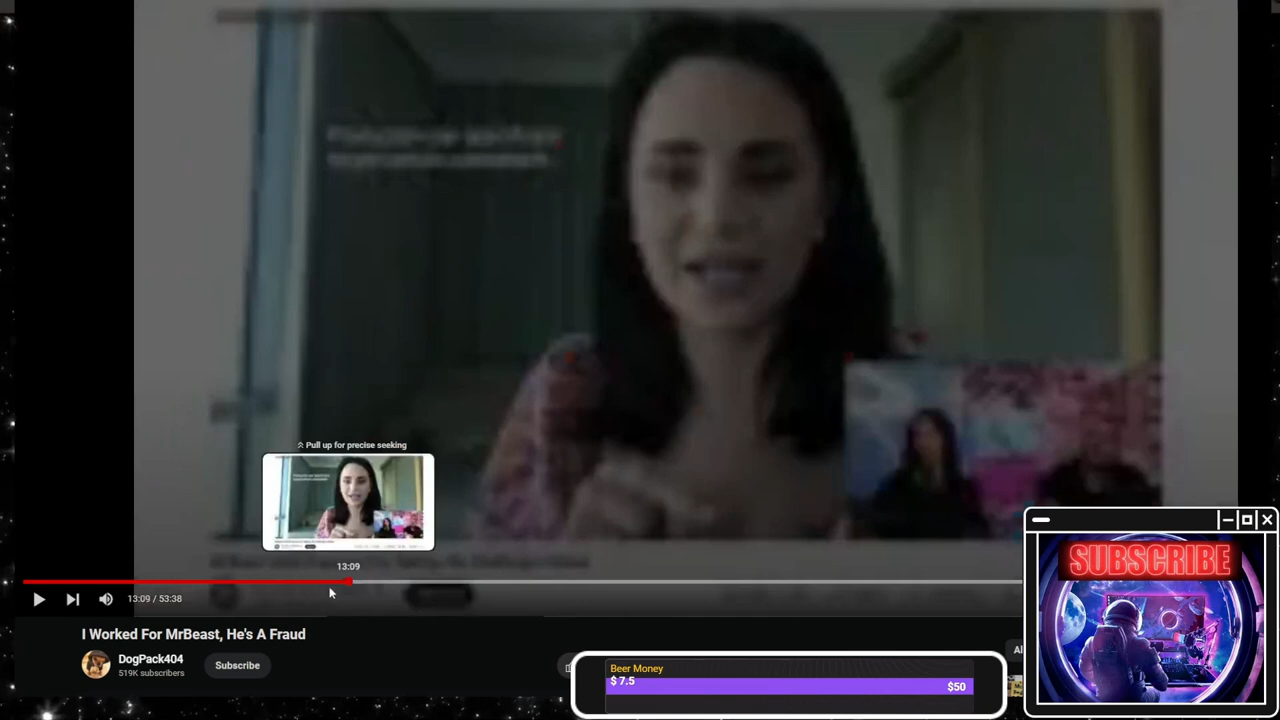 Pull up for precise seeking
13:09
13:09 / 53:38
I Worked For MrBeast, He's A Fraud
DogPack404
519K subscribers
Subscribe
Al
Beer Money
$ 7.5
$50
SUBSCRIBE